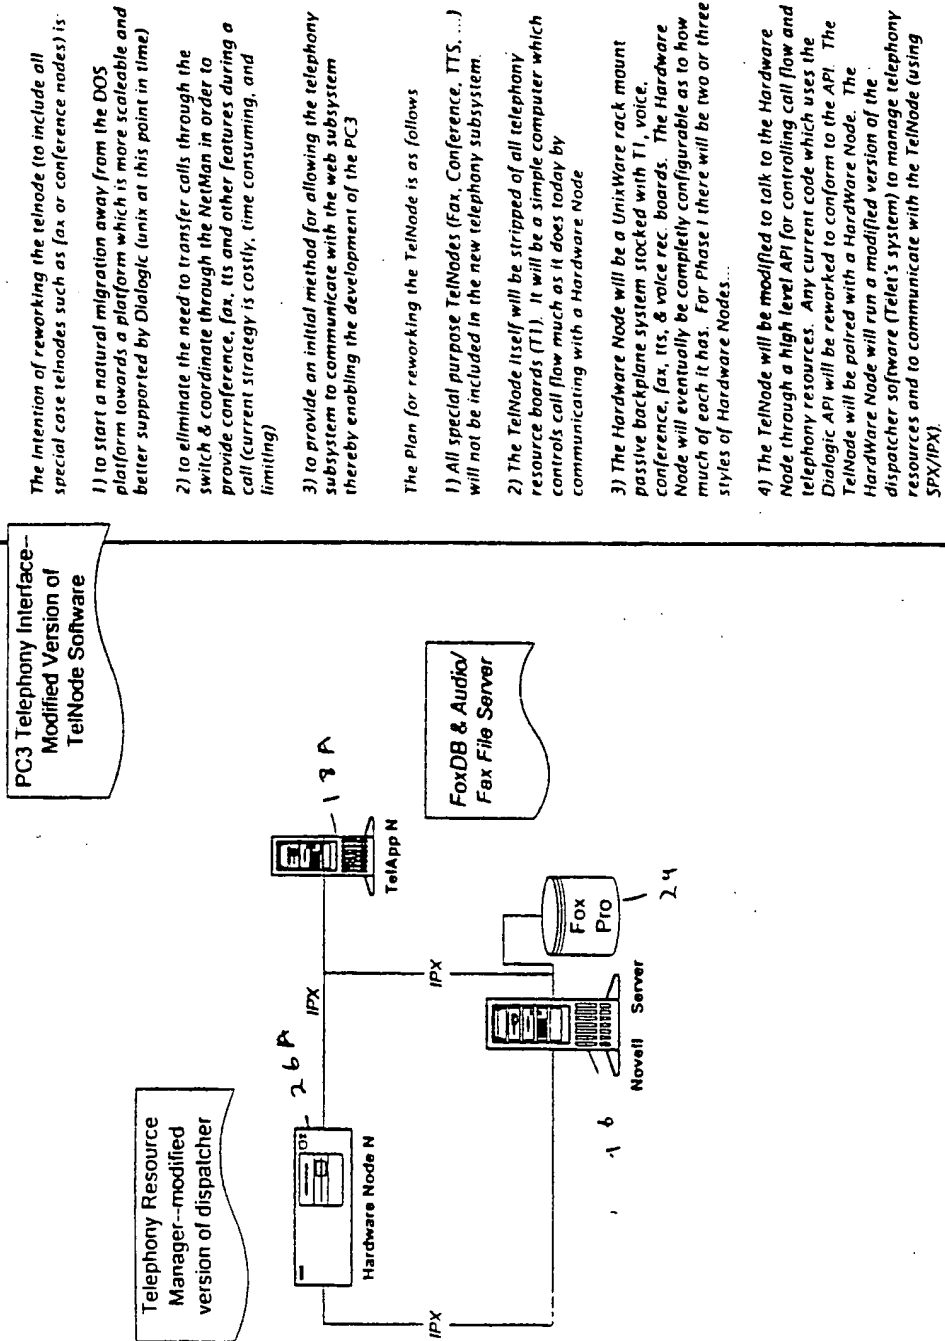 PC3 Telephony Interface--
Modified Version of
TelNode Software
Telephony Resource
Manager--modified
version of dispatcher
FoxDB & Audio/
Fax File Server
26A
18A
Hardware Node N
TelApp N
IPX
IPX
IPX
Fox
Pro
24
16
Novell Server
The Intention of reworking the telnode (to include all
special case telnodes such as fax or conference nodes) is
1) to start a natural migration away from the DOS
platform towards a platform which is more scaleable and
better supported by Dialogic (unix at this point in time)
2) to eliminate the need to transfer calls through the
switch & coordinate through the NetMan in order to
provide conference, fax, tts and other features during a
call (current strategy is costly, time consuming, and
limiting)
3) to provide an initial method for allowing the telephony
subsystem to communicate with the web subsystem
thereby enabling the development of the PC3
The Plan for reworking the TelNode is as follows
1) All special purpose TelNodes (Fax, Conference, TTS, ...)
will not be included in the new telephony subsystem.
2) The TelNode itself will be stripped of all telephony
resource boards (T1). It will be a simple computer which
controls call flow much as it does today by
communicating with a Hardware Node
3) The Hardware Node will be a UnixWare rack mount
passive backplane system stocked with T1, voice,
conference, fax, tts, & voice rec. boards. The Hardware
Node will eventually be completly configurable as to how
much of each it has. For Phase I there will be two or three
styles of Hardware Nodes...
4) The TelNode will be modified to talk to the Hardware
Node through a high level API for controlling call flow and
telephony resources. Any current code which uses the
Dialogic API will be reworked to conform to the API. The
TelNode will be paired with a HardWare Node. The
HardWare Node will run a modified version of the
dispatcher software (Telet's system) to manage telephony
resources and to communicate with the TelNode (using
SPX/IPX).